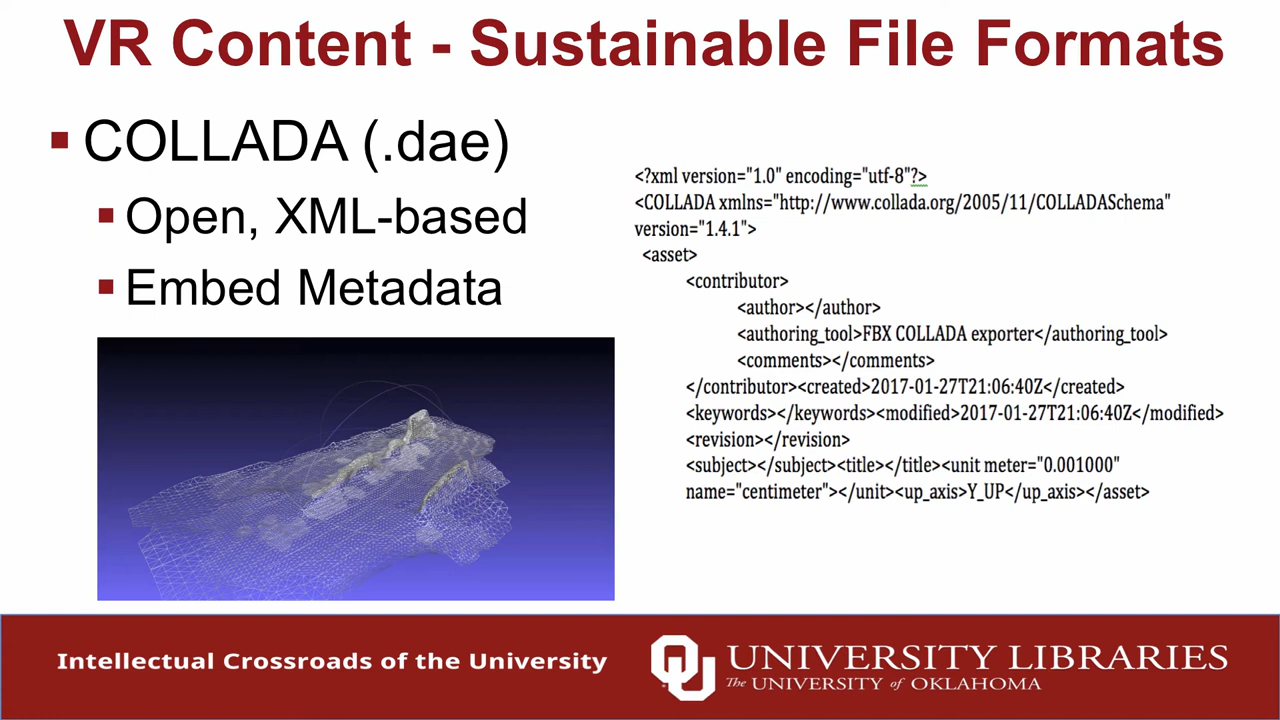 VR Content - Sustainable File Formats
COLLADA (.dae)
Open, XML-based
Embed Metadata
<?xml version="1.0" encoding="utf-8"?>
<COLLADA xmlns="http://www.collada.org/2005/11/COLLADASchema"
version="1.4.1">
<asset>
<contributor>
<author></author>
<authoring_tool>FBX COLLADA exporter</authoring_tool>
<comments></comments>
</contributor><created>2017-01-27T21:06:40Z</created>
<keywords></keywords><modified>2017-01-27T21:06:40Z</modified>
<revision></revision>
<subject></subject><title></title><unit meter="0.001000"
name="centimeter"></unit><up_axis>Y_UP</up_axis></asset>
Intellectual Crossroads of the University
UNIVERSITY LIBRARIES
The UNIVERSITY of OKLAHOMA